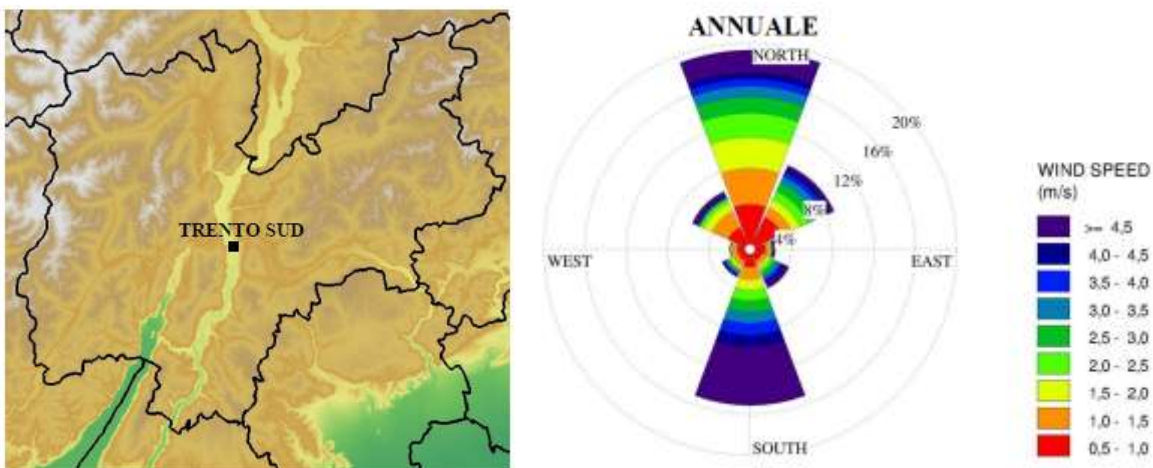 TRENTO SUD
ANNUALE
NORTH
20%
16%
12%
8%
4%
WEST
EAST
SOUTH
WIND SPEED
(m/s)
>= 4,5
4,0 - 4,5
3,5 - 4,0
3,0 - 3,5
2,5 - 3,0
2,0 - 2,5
1,5 - 2,0
1,0 - 1,5
0,5 - 1,0